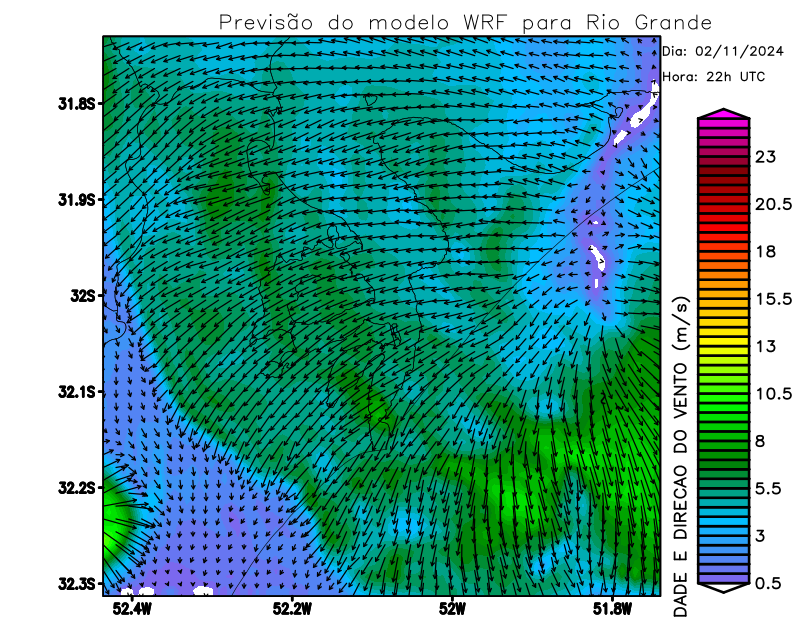 Previsão do modelo WRF para Rio Grande
Dia: 02/11/2024
Hora: 22h UTC
31.8S
31.9S
32S
32.1S
32.2S
32.3S
52.4W
52.2W
52W
51.8W
23
20.5
18
15.5
13
10.5
8
5.5
3
0.5
DADE E DIRECAO DO VENTO (m/s)